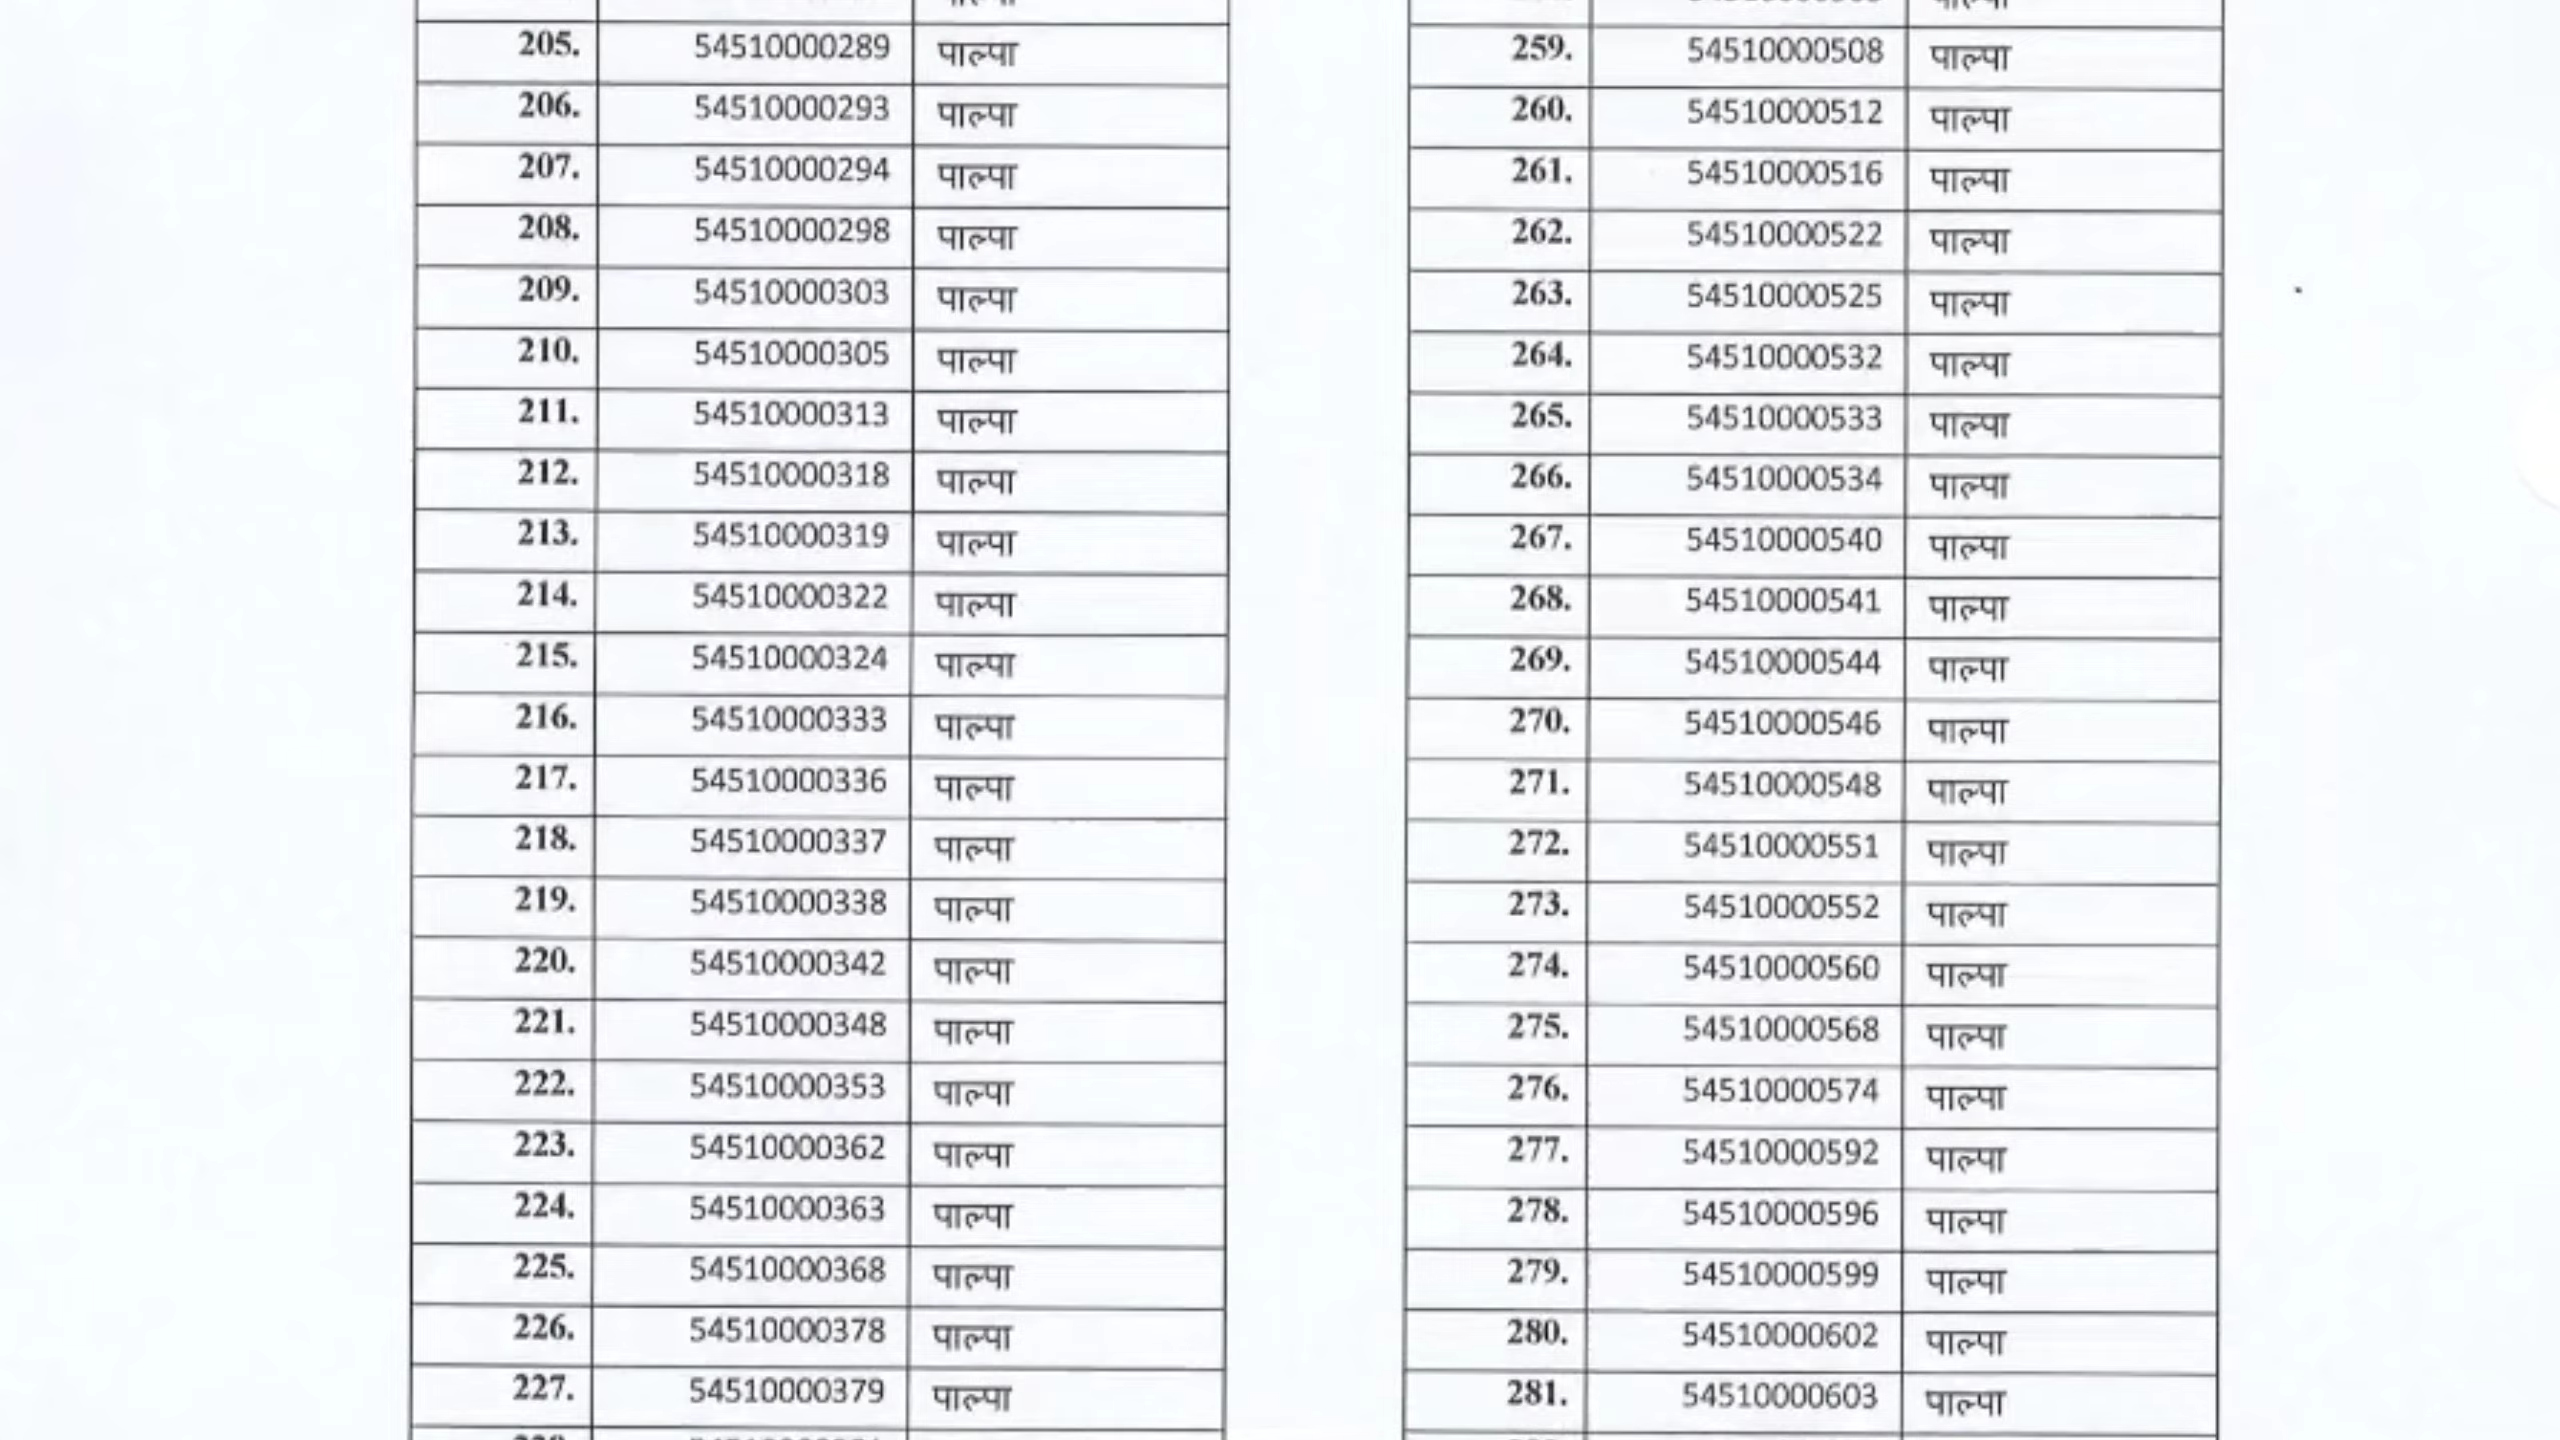 205. 54510000289 पाल्पा
206. 54510000293 पाल्पा
207. 54510000294 पाल्पा
208. 54510000298 पाल्पा
209. 54510000303 पाल्पा
210. 54510000305 पाल्पा
211. 54510000313 पाल्पा
212. 54510000318 पाल्पा
213. 54510000319 पाल्पा
214. 54510000322 पाल्पा
215. 54510000324 पाल्पा
216. 54510000333 पाल्पा
217. 54510000336 पाल्पा
218. 54510000337 पाल्पा
219. 54510000338 पाल्पा
220. 54510000342 पाल्पा
221. 54510000348 पाल्पा
222. 54510000353 पाल्पा
223. 54510000362 पाल्पा
224. 54510000363 पाल्पा
225. 54510000368 पाल्पा
226. 54510000378 पाल्पा
227. 54510000379 पाल्पा
259. 54510000508 पाल्पा
260. 54510000512 पाल्पा
261. 54510000516 पाल्पा
262. 54510000522 पाल्पा
263. 54510000525 पाल्पा
264. 54510000532 पाल्पा
265. 54510000533 पाल्पा
266. 54510000534 पाल्पा
267. 54510000540 पाल्पा
268. 54510000541 पाल्पा
269. 54510000544 पाल्पा
270. 54510000546 पाल्पा
271. 54510000548 पाल्पा
272. 54510000551 पाल्पा
273. 54510000552 पाल्पा
274. 54510000560 पाल्पा
275. 54510000568 पाल्पा
276. 54510000574 पाल्पा
277. 54510000592 पाल्पा
278. 54510000596 पाल्पा
279. 54510000599 पाल्पा
280. 54510000602 पाल्पा
281. 54510000603 पाल्पा